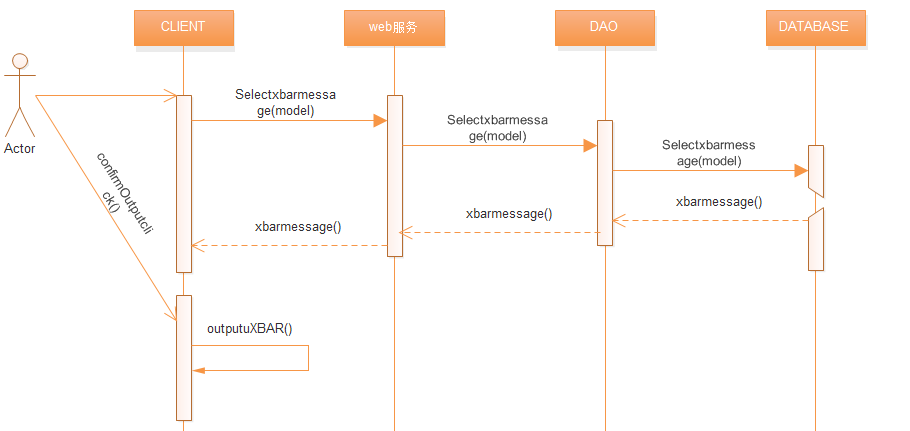 CLIENT
web服务
DAO
DATABASE
Actor
Selectxbarmessa
ge(model)
Selectxbarmessa
ge(model)
Selectxbarmess
age(model)
xbarmessage()
xbarmessage()
xbarmessage()
confirmOutputcli
ck()
outputuXBAR()